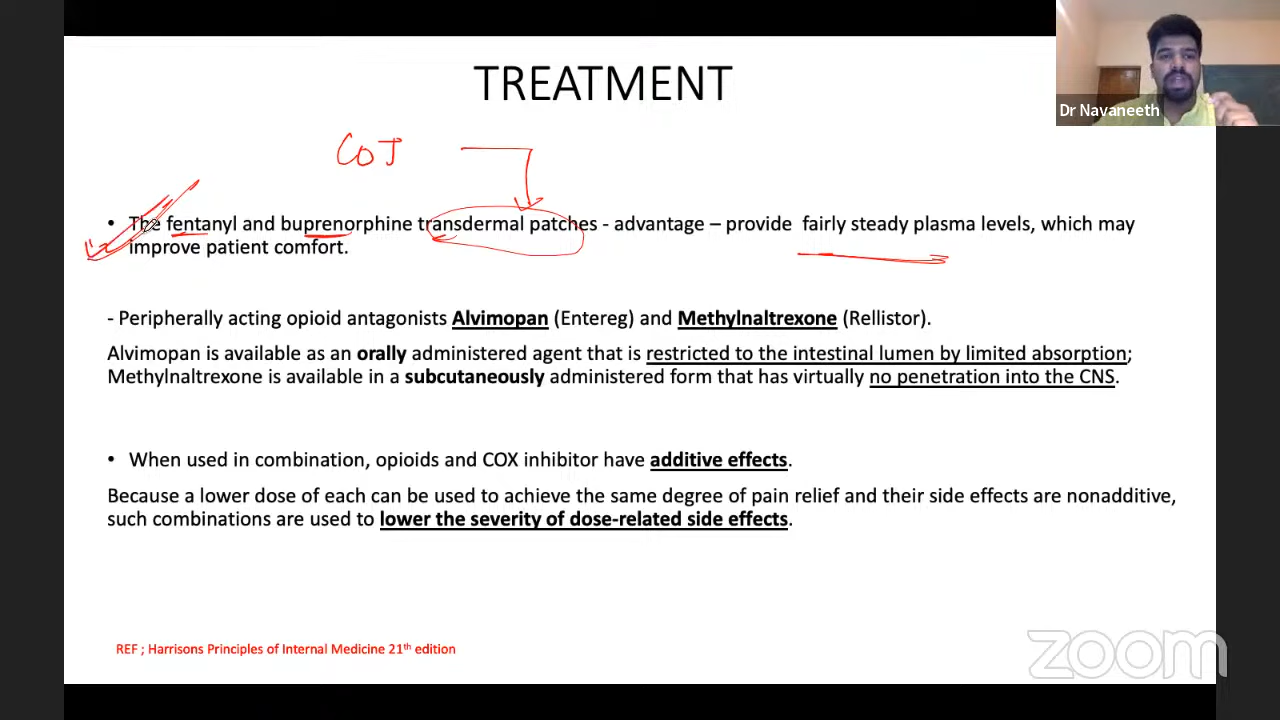 TREATMENT
Dr Navaneeth
COT
• The fentanyl and buprenorphine transdermal patches - advantage – provide fairly steady plasma levels, which may
improve patient comfort.
- Peripherally acting opioid antagonists Alvimopan (Entereg) and Methylnaltrexone (Rellistor).
Alvimopan is available as an orally administered agent that is restricted to the intestinal lumen by limited absorption;
Methylnaltrexone is available in a subcutaneously administered form that has virtually no penetration into the CNS.
• When used in combination, opioids and COX inhibitor have additive effects.
Because a lower dose of each can be used to achieve the same degree of pain relief and their side effects are nonadditive,
such combinations are used to lower the severity of dose-related side effects.
REF ; Harrisons Principles of Internal Medicine 21th edition
zoom